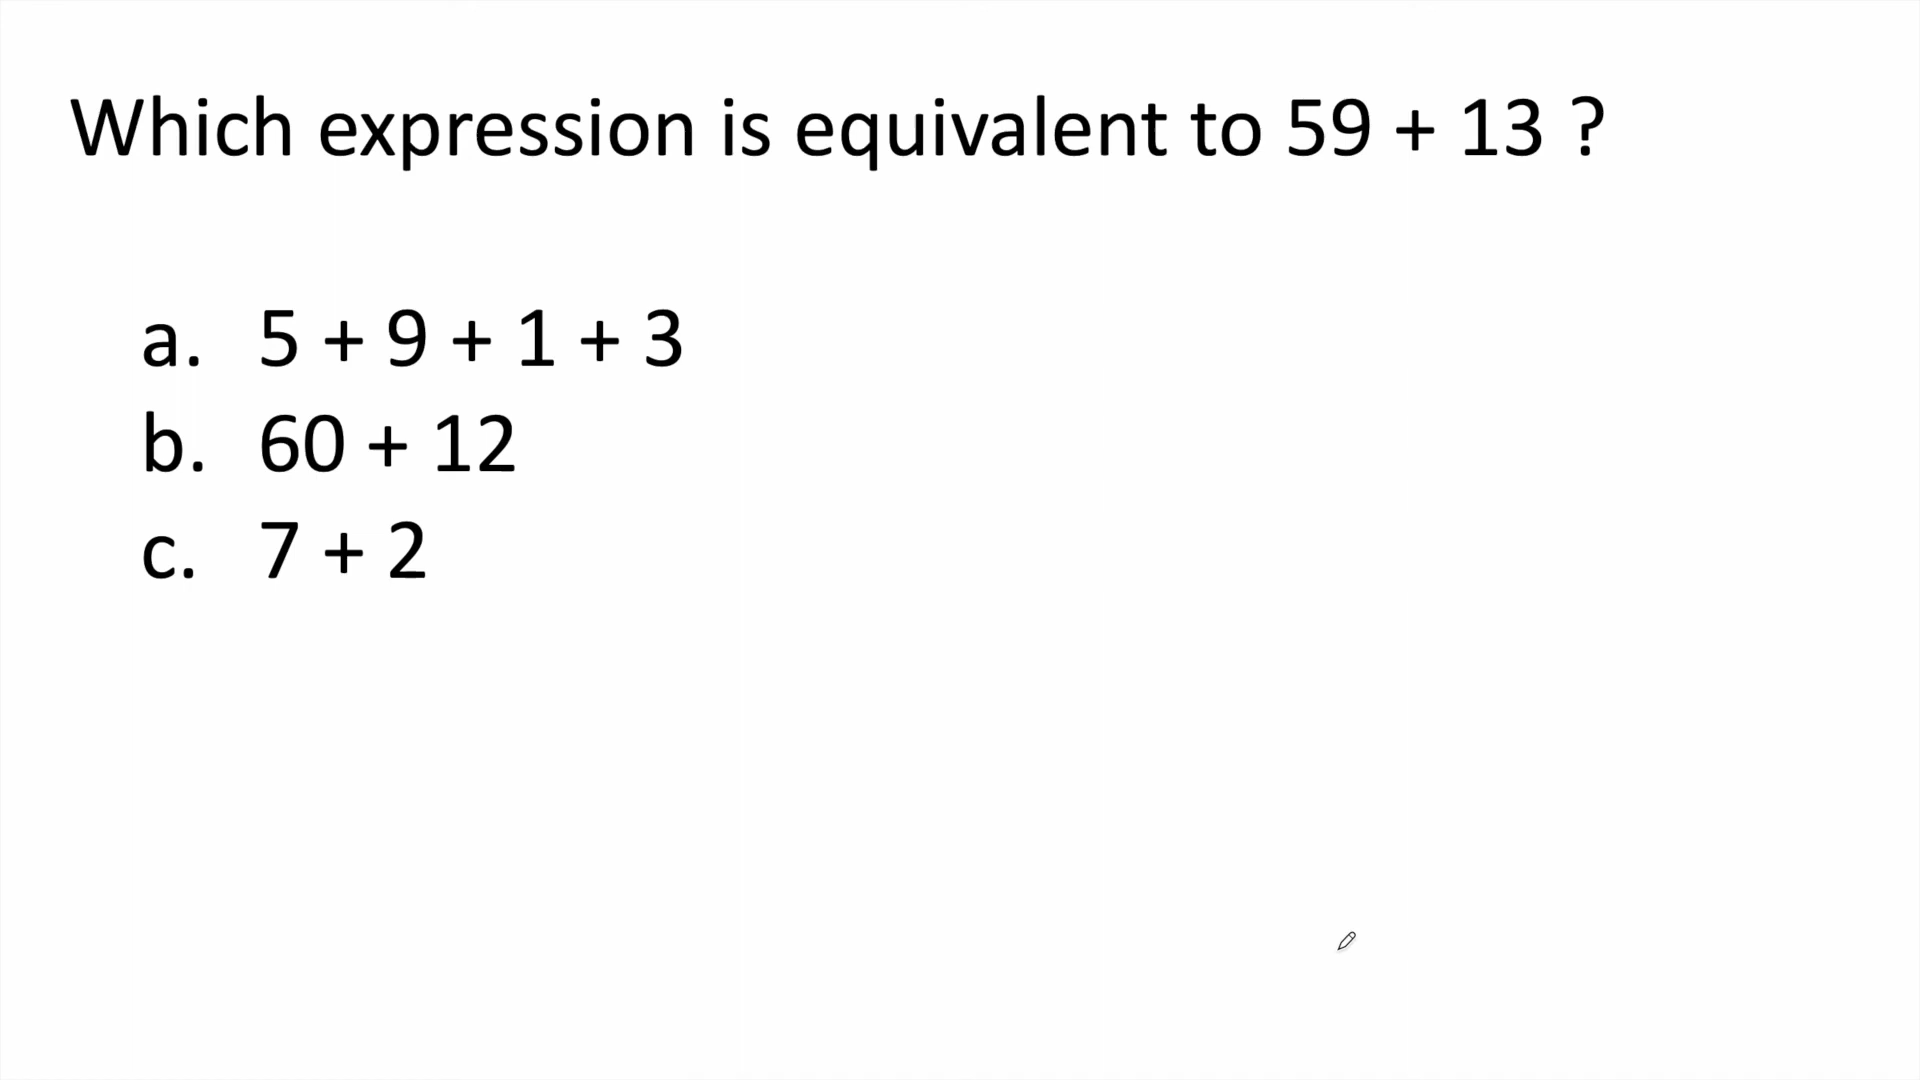 Which expression is equivalent to 59 + 13 ?
a. 5 + 9 + 1 + 3
b. 60 + 12
c. 7 + 2